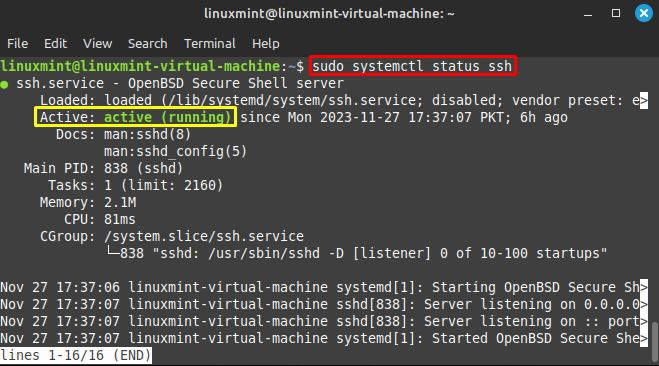 linuxmint@linuxmint-virtual-machine: ~
File Edit View Search Terminal Help
linuxmint@linuxmint-virtual-machine:~$ sudo systemctl status ssh
● ssh.service - OpenBSD Secure Shell server
Loaded: loaded (/lib/systemd/system/ssh.service; disabled; vendor preset: e>
Active: active (running) since Mon 2023-11-27 17:37:07 PKT; 6h ago
Docs: man:sshd(8)
man:sshd_config(5)
Main PID: 838 (sshd)
Tasks: 1 (limit: 2160)
Memory: 2.1M
CPU: 81ms
CGroup: /system.slice/ssh.service
└─838 "sshd: /usr/sbin/sshd -D [listener] 0 of 10-100 startups"
Nov 27 17:37:06 linuxmint-virtual-machine systemd[1]: Starting OpenBSD Secure Sh>
Nov 27 17:37:07 linuxmint-virtual-machine sshd[838]: Server listening on 0.0.0.0>
Nov 27 17:37:07 linuxmint-virtual-machine sshd[838]: Server listening on :: port>
Nov 27 17:37:07 linuxmint-virtual-machine systemd[1]: Started OpenBSD Secure She>
lines 1-16/16 (END)